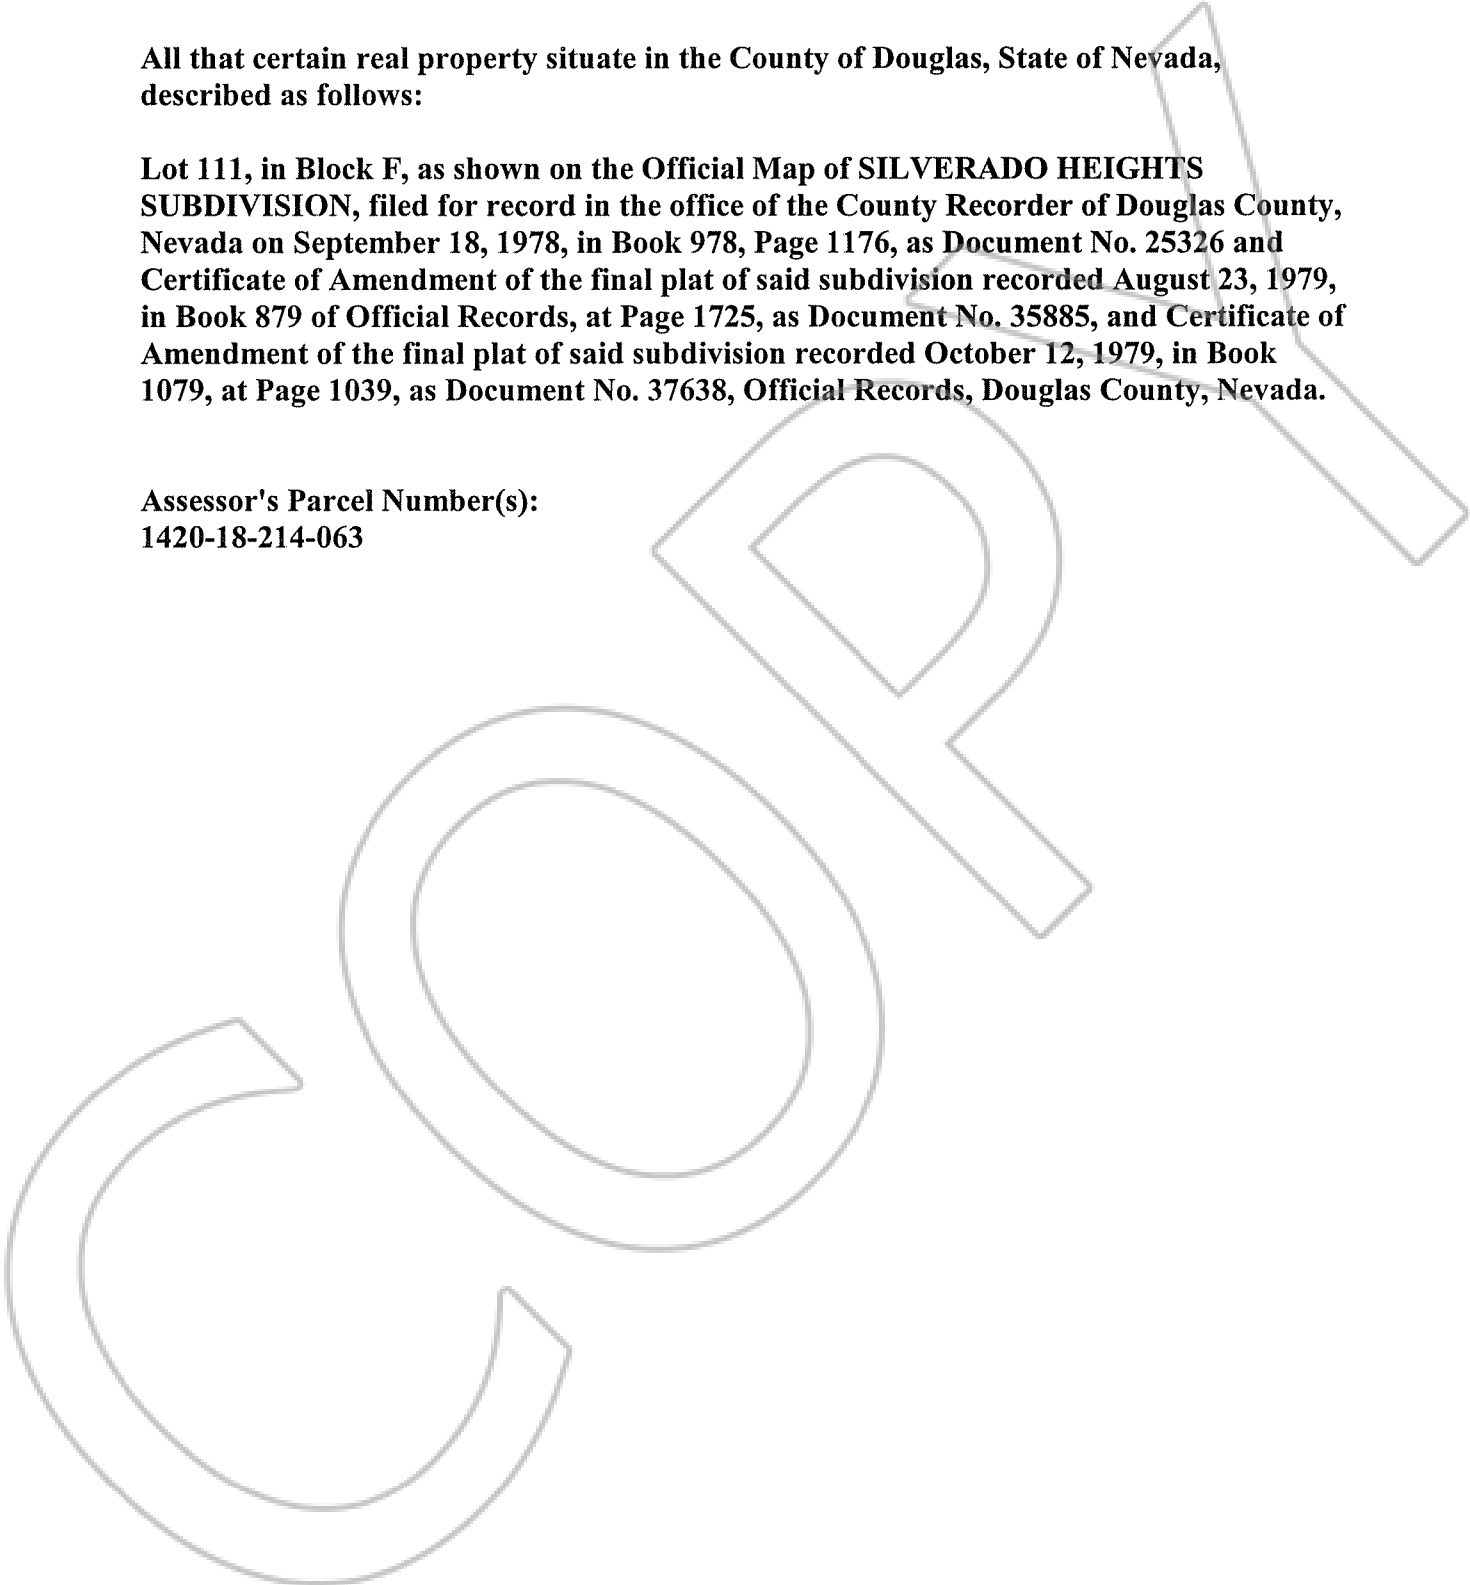 All that certain real property situate in the County of Douglas, State of Nevada,
described as follows:
Lot 111, in Block F, as shown on the Official Map of SILVERADO HEIGHTS
SUBDIVISION, filed for record in the office of the County Recorder of Douglas County,
Nevada on September 18, 1978, in Book 978, Page 1176, as Document No. 25326 and
Certificate of Amendment of the final plat of said subdivision recorded August 23, 1979,
in Book 879 of Official Records, at Page 1725, as Document No. 35885, and Certificate of
Amendment of the final plat of said subdivision recorded October 12, 1979, in Book
1079, at Page 1039, as Document No. 37638, Official Records, Douglas County, Nevada.
Assessor's Parcel Number(s):
1420-18-214-063
COPY